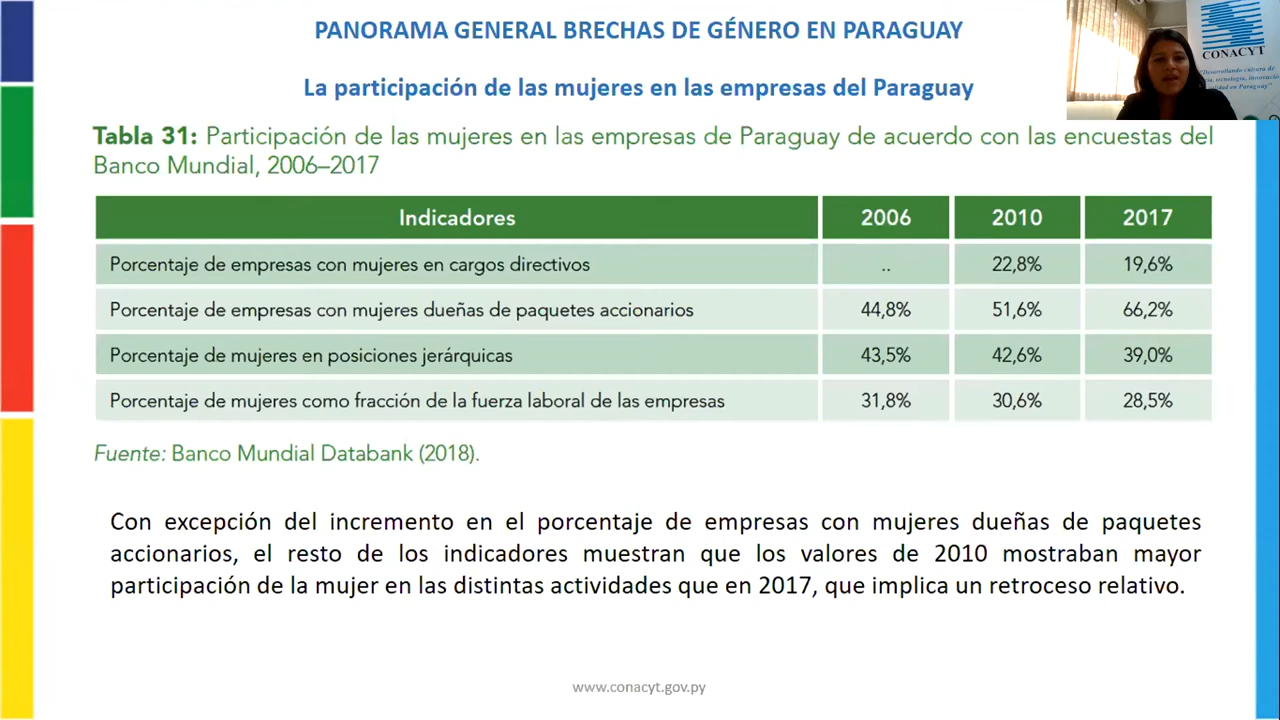 PANORAMA GENERAL BRECHAS DE GÉNERO EN PARAGUAY
La participación de las mujeres en las empresas del Paraguay
CONACYT
"Desarrollando cultura de
tecnología, innovació
en Paraguay"
Tabla 31: Participación de las mujeres en las empresas de Paraguay de acuerdo con las encuestas del
Banco Mundial, 2006–2017
Indicadores 2006 2010 2017
Porcentaje de empresas con mujeres en cargos directivos .. 22,8% 19,6%
Porcentaje de empresas con mujeres dueñas de paquetes accionarios 44,8% 51,6% 66,2%
Porcentaje de mujeres en posiciones jerárquicas 43,5% 42,6% 39,0%
Porcentaje de mujeres como fracción de la fuerza laboral de las empresas 31,8% 30,6% 28,5%
Fuente: Banco Mundial Databank (2018).
Con excepción del incremento en el porcentaje de empresas con mujeres dueñas de paquetes
accionarios, el resto de los indicadores muestran que los valores de 2010 mostraban mayor
participación de la mujer en las distintas actividades que en 2017, que implica un retroceso relativo.
www.conacyt.gov.py